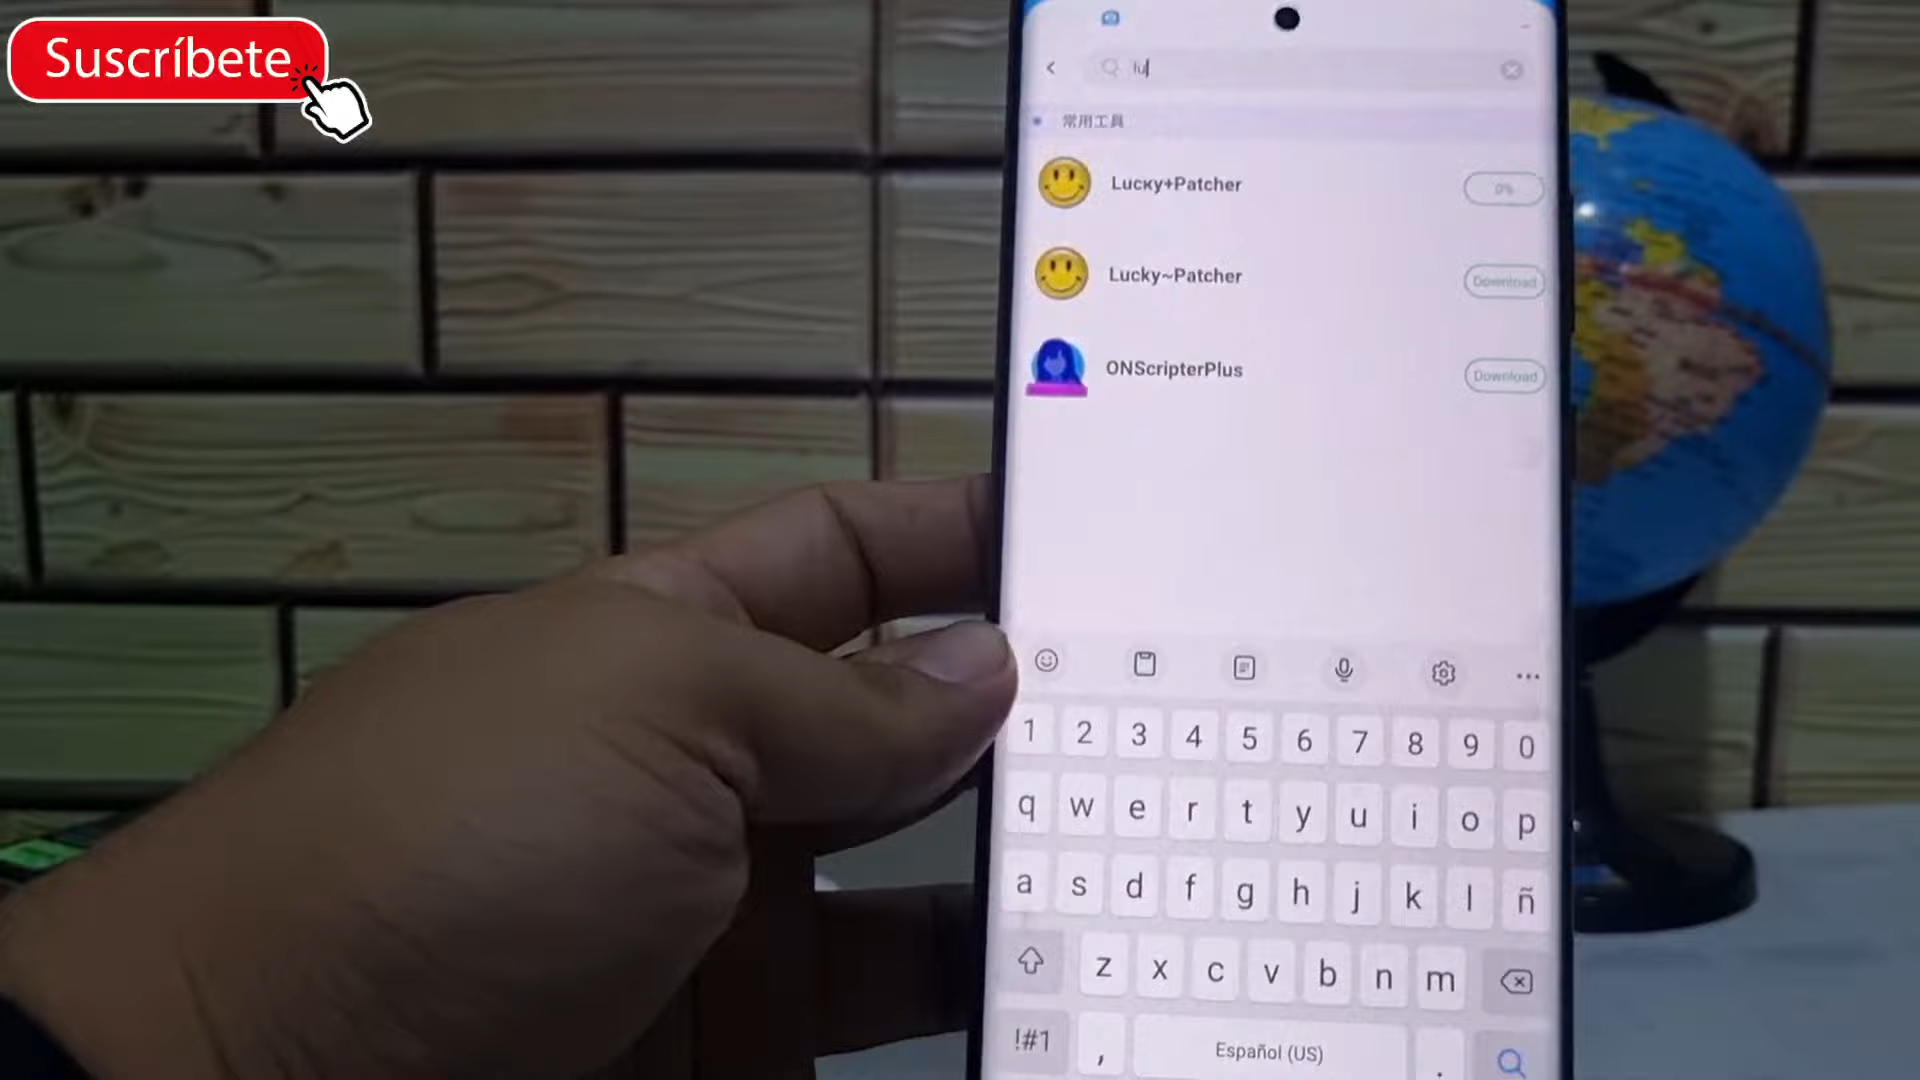 Suscríbete
lu
常用工具
Lucку+Patcher
0%
Lucky~Patcher
Download
ONScripterPlus
Download
1 2 3 4 5 6 7 8 9 0
q w e r t y u i o p
a s d f g h j k l ñ
z x c v b n m
!#1 , Español (US) .